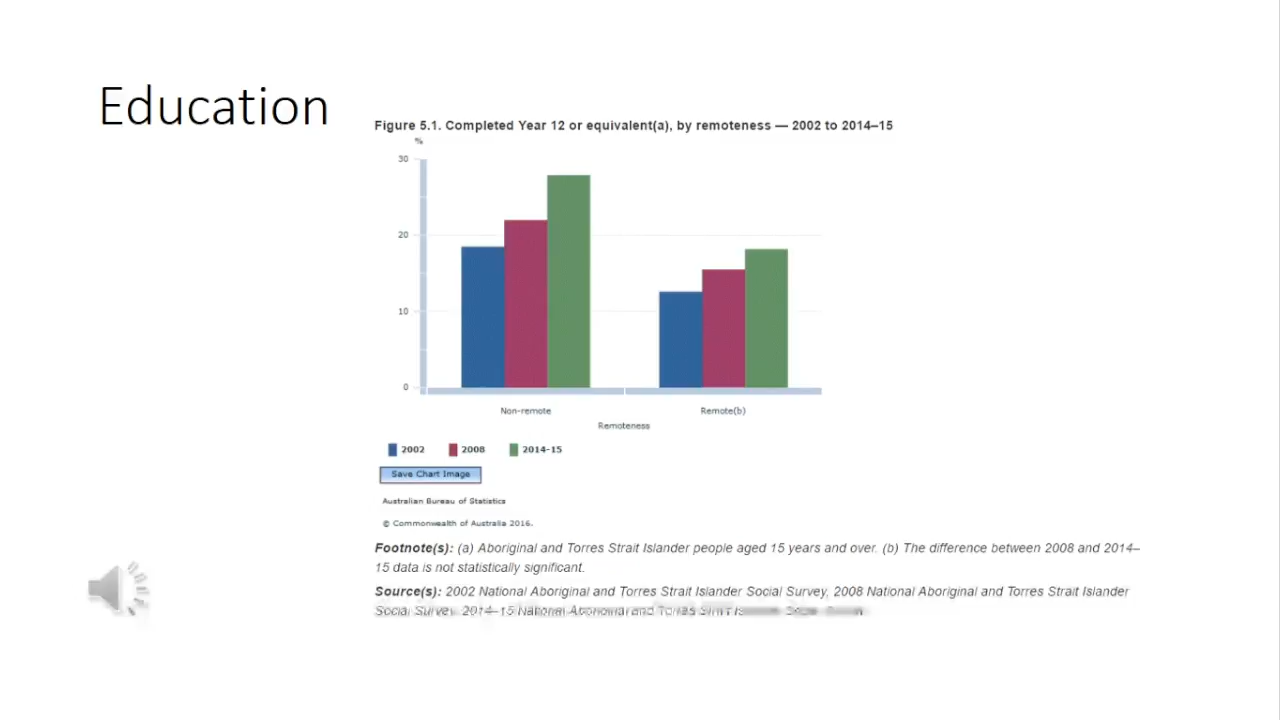 Education
Figure 5.1. Completed Year 12 or equivalent(a), by remoteness — 2002 to 2014–15
%
30
20
10
0
Non-remote Remote(b)
Remoteness
2002 2008 2014-15
Save Chart Image
Australian Bureau of Statistics
© Commonwealth of Australia 2016.
Footnote(s): (a) Aboriginal and Torres Strait Islander people aged 15 years and over. (b) The difference between 2008 and 2014–
15 data is not statistically significant.
Source(s): 2002 National Aboriginal and Torres Strait Islander Social Survey, 2008 National Aboriginal and Torres Strait Islander
Social Survey, 2014–15 National Aboriginal and Torres Strait